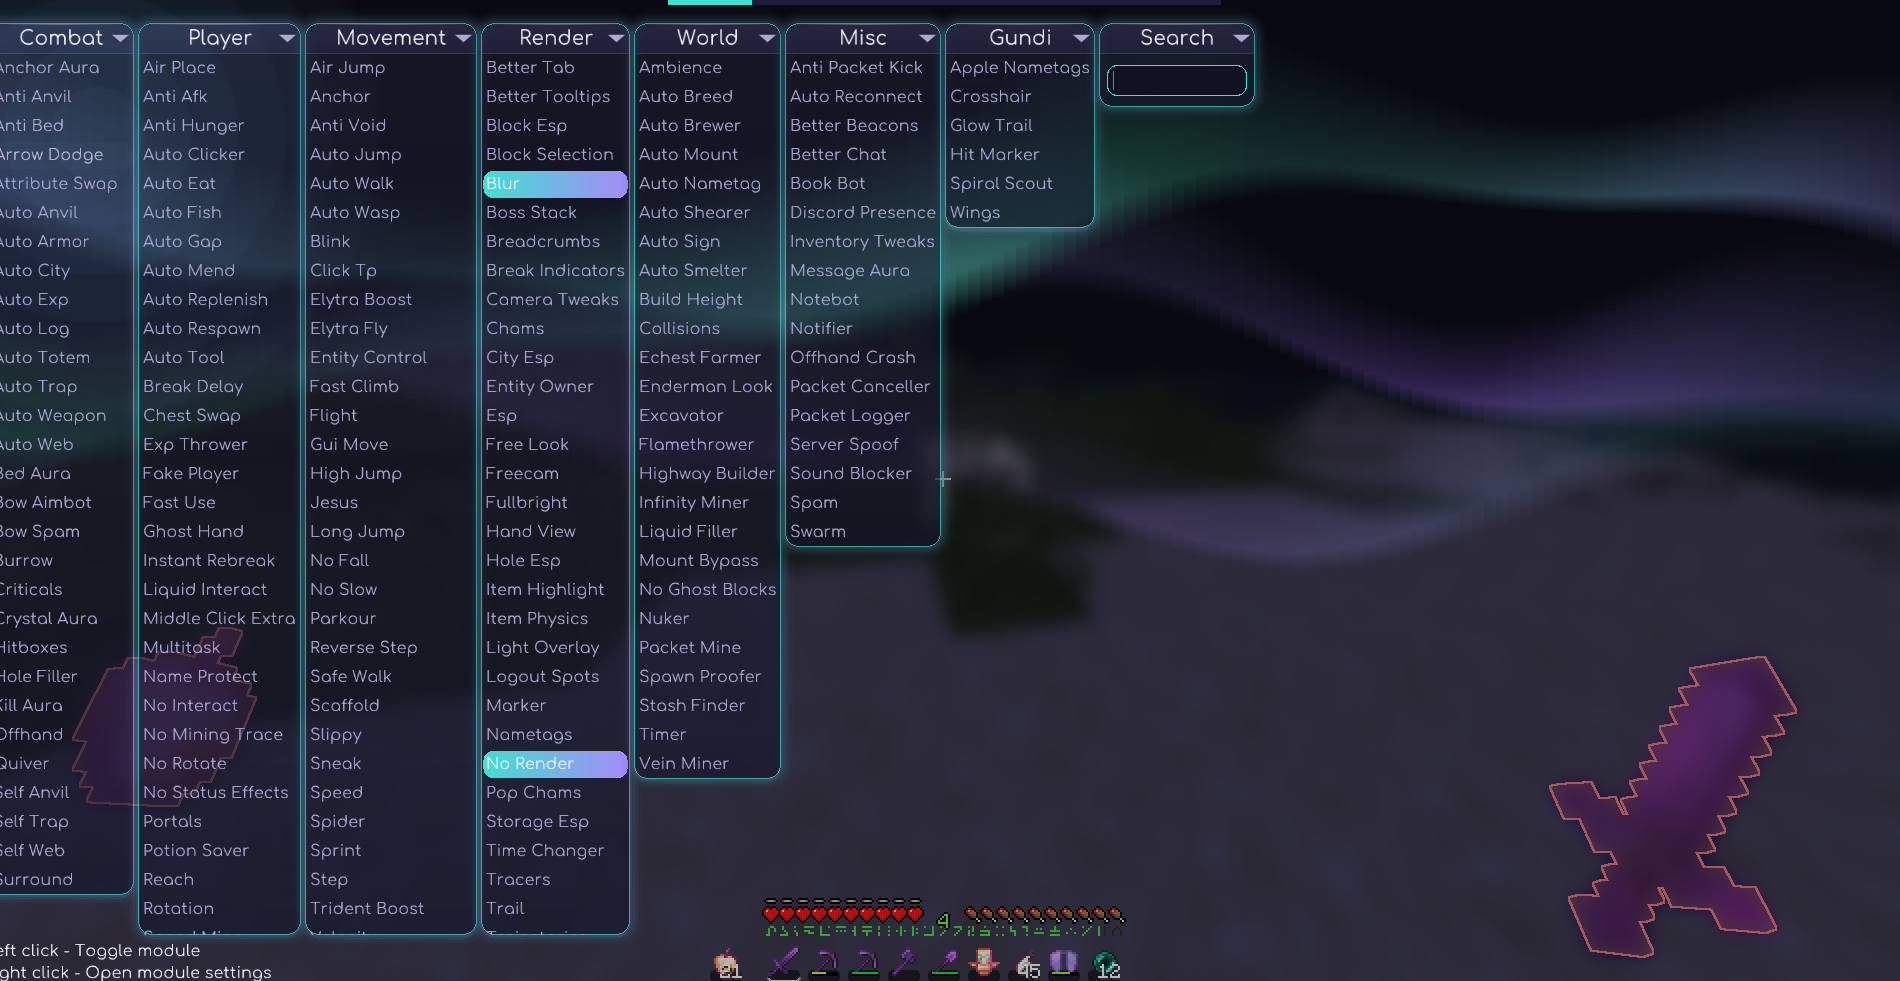 Combat
Anchor Aura
Anti Anvil
Anti Bed
Arrow Dodge
Attribute Swap
Auto Anvil
Auto Armor
Auto City
Auto Exp
Auto Log
Auto Totem
Auto Trap
Auto Weapon
Auto Web
Bed Aura
Bow Aimbot
Bow Spam
Burrow
Criticals
Crystal Aura
Hitboxes
Hole Filler
Kill Aura
Offhand
Quiver
Self Anvil
Self Trap
Self Web
Surround
Player
Air Place
Anti Afk
Anti Hunger
Auto Clicker
Auto Eat
Auto Fish
Auto Gap
Auto Mend
Auto Replenish
Auto Respawn
Auto Tool
Break Delay
Chest Swap
Exp Thrower
Fake Player
Fast Use
Ghost Hand
Instant Rebreak
Liquid Interact
Middle Click Extra
Multitask
Name Protect
No Interact
No Mining Trace
No Rotate
No Status Effects
Portals
Potion Saver
Reach
Rotation
Movement
Air Jump
Anchor
Anti Void
Auto Jump
Auto Walk
Auto Wasp
Blink
Click Tp
Elytra Boost
Elytra Fly
Entity Control
Fast Climb
Flight
Gui Move
High Jump
Jesus
Long Jump
No Fall
No Slow
Parkour
Reverse Step
Safe Walk
Scaffold
Slippy
Sneak
Speed
Spider
Sprint
Step
Trident Boost
Render
Better Tab
Better Tooltips
Block Esp
Block Selection
Blur
Boss Stack
Breadcrumbs
Break Indicators
Camera Tweaks
Chams
City Esp
Entity Owner
Esp
Free Look
Freecam
Fullbright
Hand View
Hole Esp
Item Highlight
Item Physics
Light Overlay
Logout Spots
Marker
Nametags
No Render
Pop Chams
Storage Esp
Time Changer
Tracers
Trail
World
Ambience
Auto Breed
Auto Brewer
Auto Mount
Auto Nametag
Auto Shearer
Auto Sign
Auto Smelter
Build Height
Collisions
Echest Farmer
Enderman Look
Excavator
Flamethrower
Highway Builder
Infinity Miner
Liquid Filler
Mount Bypass
No Ghost Blocks
Nuker
Packet Mine
Spawn Proofer
Stash Finder
Timer
Vein Miner
Misc
Anti Packet Kick
Auto Reconnect
Better Beacons
Better Chat
Book Bot
Discord Presence
Inventory Tweaks
Message Aura
Notebot
Notifier
Offhand Crash
Packet Canceller
Packet Logger
Server Spoof
Sound Blocker
Spam
Swarm
Gundi
Apple Nametags
Crosshair
Glow Trail
Hit Marker
Spiral Scout
Wings
Search
eft click - Toggle module
ght click - Open module settings
4
21
45
12